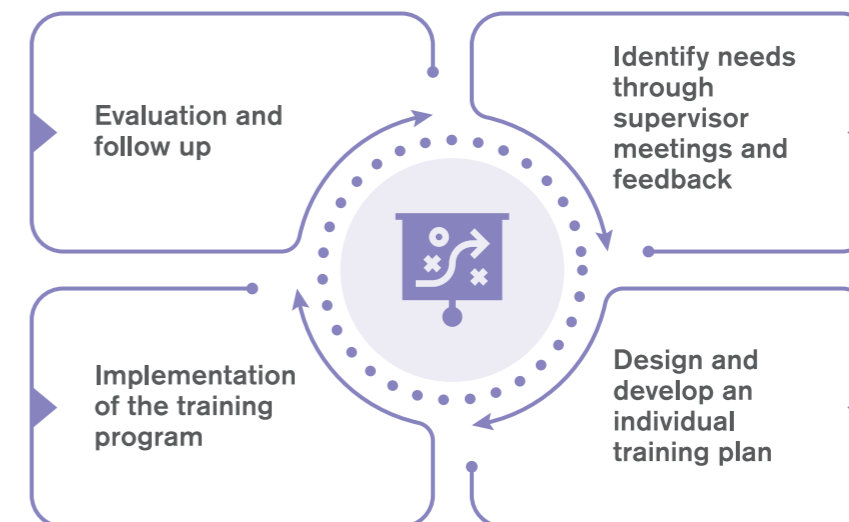 Evaluation and
follow up
Identify needs
through
supervisor
meetings and
feedback
Implementation
of the training
program
Design and
develop an
individual
training plan